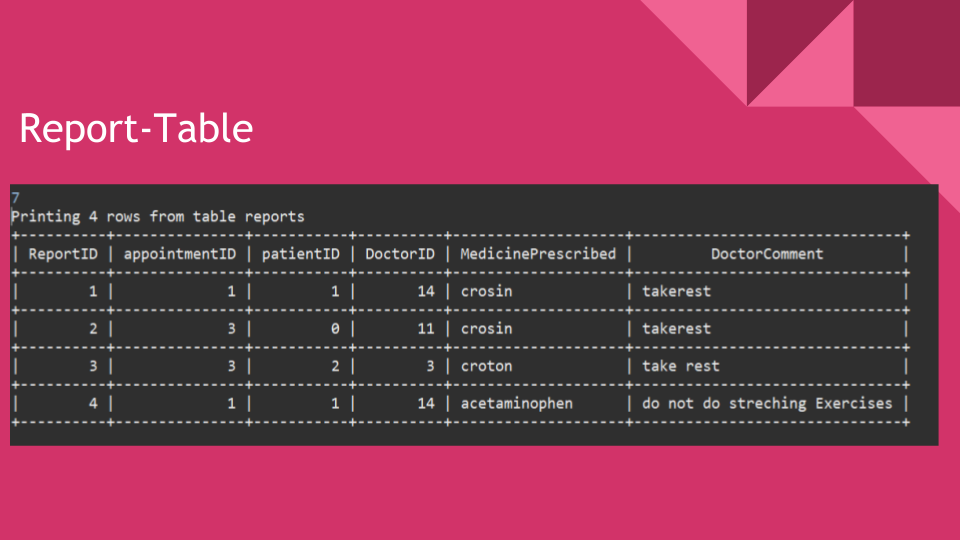 Report-Table
7
Printing 4 rows from table reports
| ReportID | appointmentID | patientID | DoctorID | MedicinePrescribed | DoctorComment |
| 1 | 1 | 1 | 14 | crosin | takerest |
| 2 | 3 | 0 | 11 | crosin | takerest |
| 3 | 3 | 2 | 3 | croton | take rest |
| 4 | 1 | 1 | 14 | acetaminophen | do not do streching Exercises |